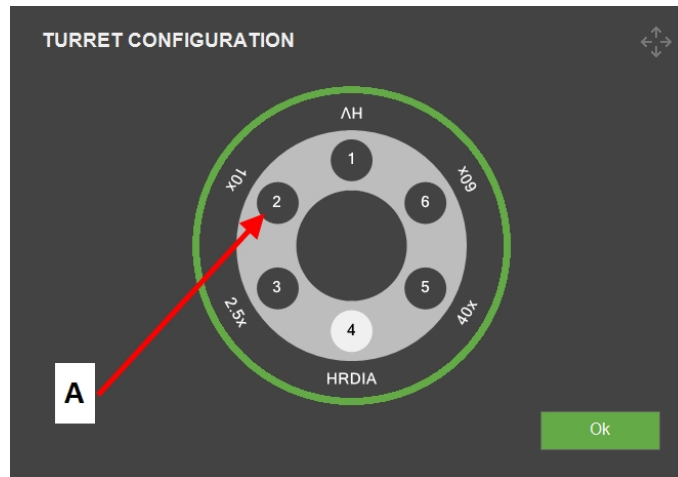 TURRET CONFIGURATION
HV
1
10x
60x
2
6
3
5
2.5x
40x
4
HRDIA
A
Ok